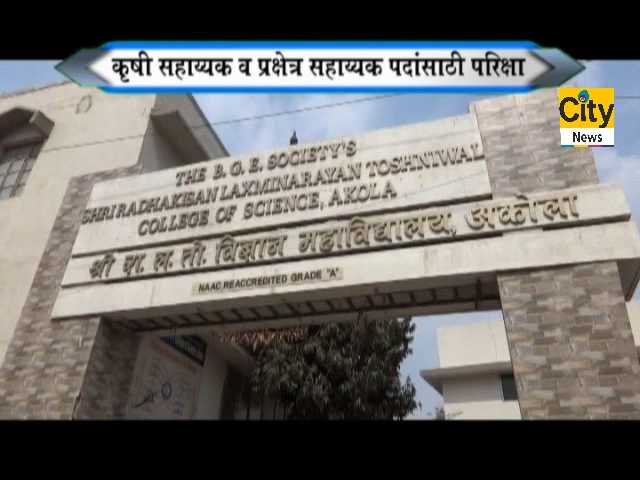 कृषी सहाय्यक व प्रक्षेत्र सहाय्यक पदांसाठी परिक्षा
City
News
THE B. G. E. SOCIETY'S
SHRI RADHAKISAN LAXMINARAYAN TOSHNIWAL
COLLEGE OF SCIENCE, AKOLA
श्री रा. ल. तो. विज्ञान महाविद्यालय, अकोला
NAAC REACCREDITED GRADE "A"